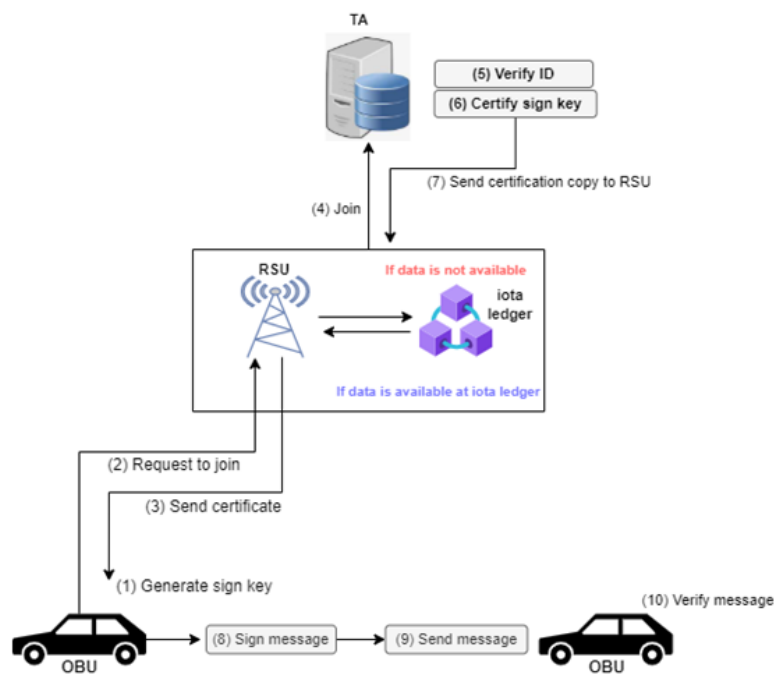 TA
(5) Verify ID
(6) Certify sign key
(7) Send certification copy to RSU
(4) Join
If data is not available
RSU
iota
ledger
If data is available at iota ledger
(2) Request to join
(3) Send certificate
(1) Generate sign key
(10) Verify message
(8) Sign message
(9) Send message
OBU
OBU